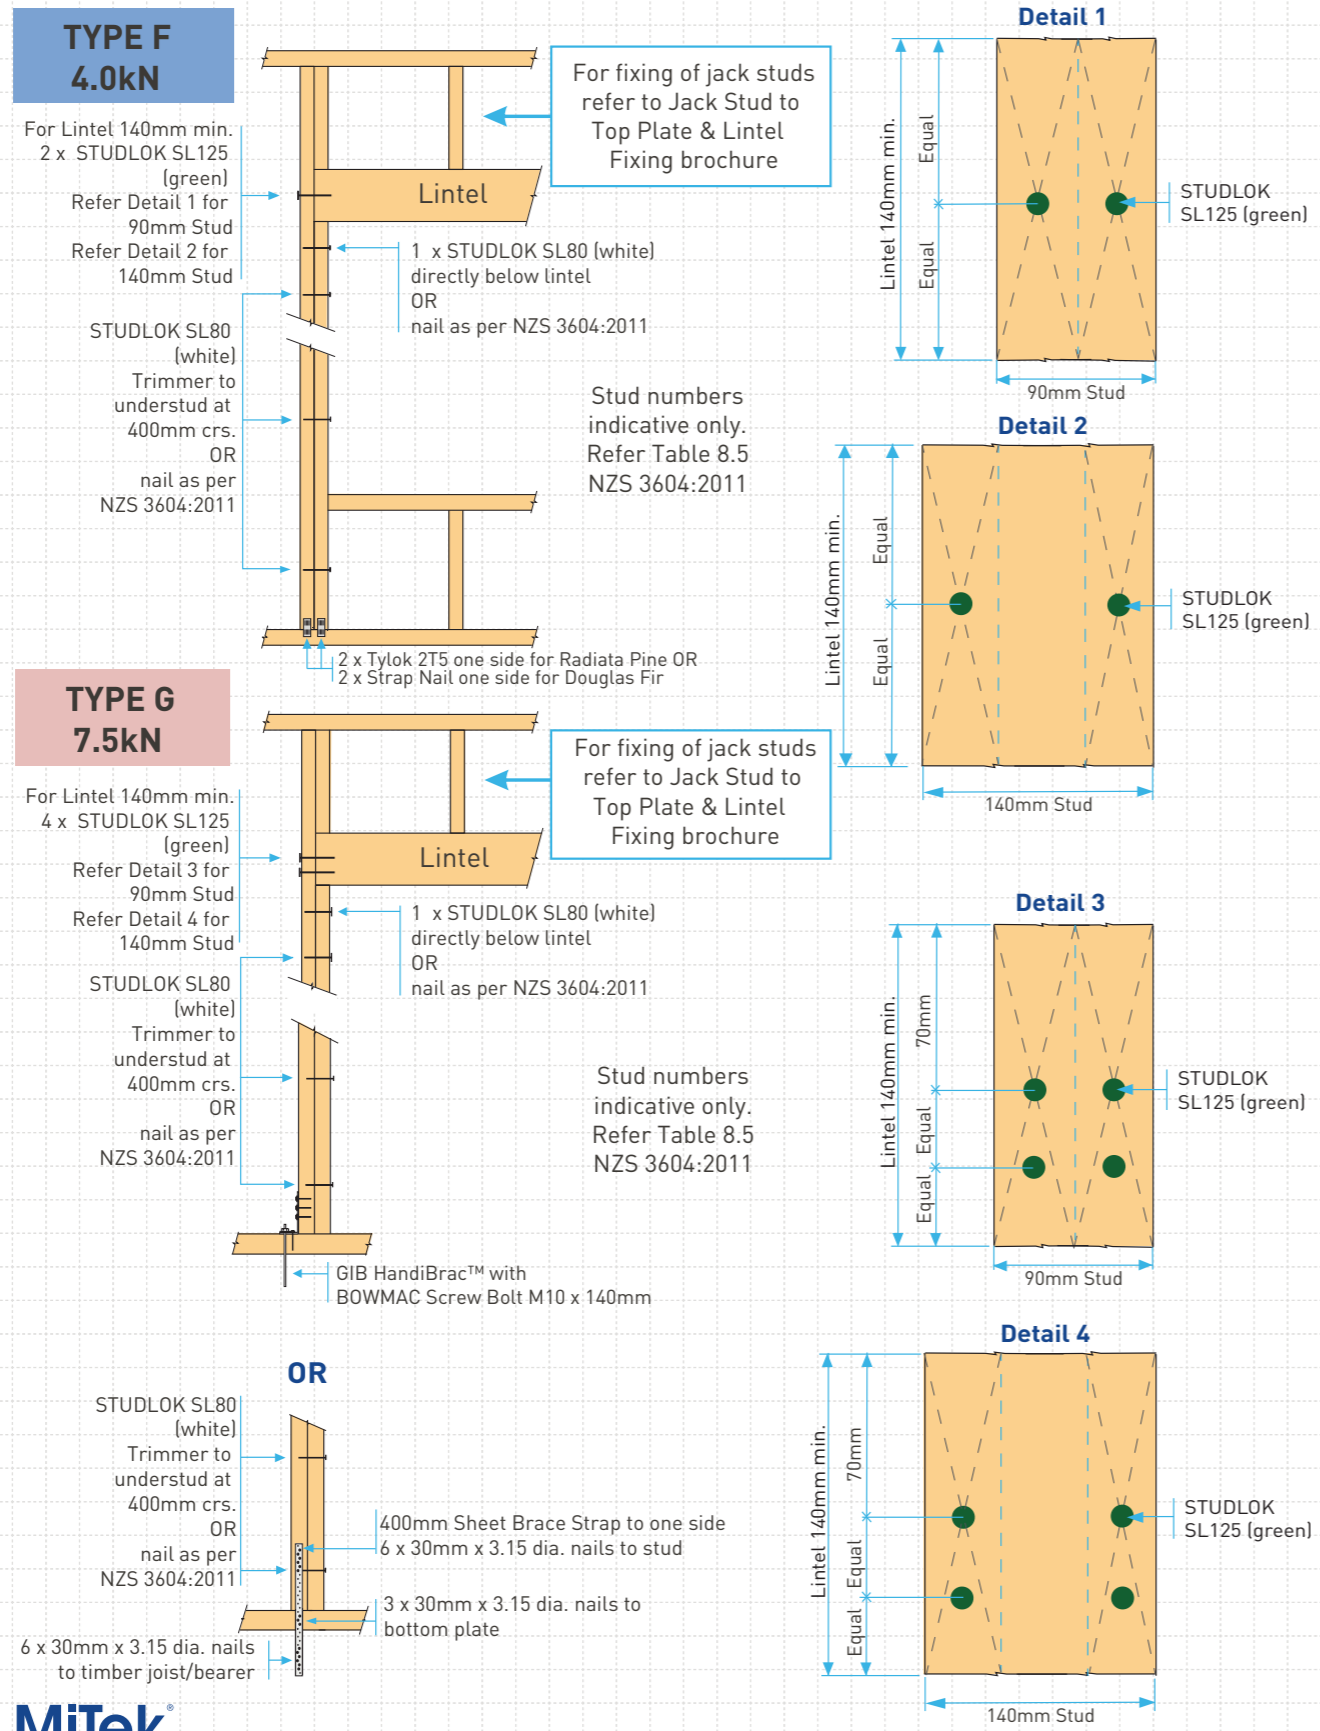 TYPE F
4.0kN
For Lintel 140mm min.
2 x STUDLOK SL125
(green)
Refer Detail 1 for
90mm Stud
Refer Detail 2 for
140mm Stud
STUDLOK SL80
(white)
Trimmer to
understud at
400mm crs.
OR
nail as per
NZS 3604:2011
For fixing of jack studs
refer to Jack Stud to
Top Plate & Lintel
Fixing brochure
Lintel
1 x STUDLOK SL80 (white)
directly below lintel
OR
nail as per NZS 3604:2011
Stud numbers
indicative only.
Refer Table 8.5
NZS 3604:2011
2 x Tylok 2T5 one side for Radiata Pine OR
2 x Strap Nail one side for Douglas Fir
Detail 1
Lintel 140mm min.
Equal
Equal
STUDLOK
SL125 (green)
90mm Stud
Detail 2
Lintel 140mm min.
Equal
Equal
STUDLOK
SL125 (green)
140mm Stud
TYPE G
7.5kN
For Lintel 140mm min.
4 x STUDLOK SL125
(green)
Refer Detail 3 for
90mm Stud
Refer Detail 4 for
140mm Stud
STUDLOK SL80
(white)
Trimmer to
understud at
400mm crs.
OR
nail as per
NZS 3604:2011
For fixing of jack studs
refer to Jack Stud to
Top Plate & Lintel
Fixing brochure
Lintel
1 x STUDLOK SL80 (white)
directly below lintel
OR
nail as per NZS 3604:2011
Stud numbers
indicative only.
Refer Table 8.5
NZS 3604:2011
GIB HandiBrac™ with
BOWMAC Screw Bolt M10 x 140mm
Detail 3
Lintel 140mm min.
70mm
Equal
Equal
STUDLOK
SL125 (green)
90mm Stud
OR
STUDLOK SL80
(white)
Trimmer to
understud at
400mm crs.
OR
nail as per
NZS 3604:2011
400mm Sheet Brace Strap to one side
6 x 30mm x 3.15 dia. nails to stud
3 x 30mm x 3.15 dia. nails to
bottom plate
6 x 30mm x 3.15 dia. nails
to timber joist/bearer
Detail 4
Lintel 140mm min.
70mm
Equal
Equal
STUDLOK
SL125 (green)
140mm Stud
MiTek®